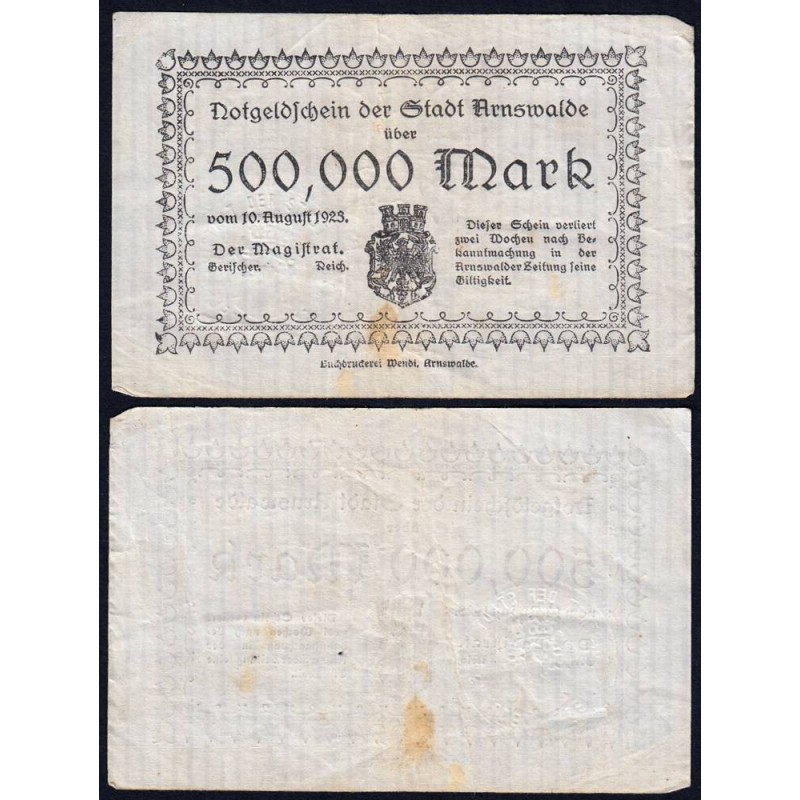 Notgeldschein der Stadt Arnswalde
über
500,000 Mark
vom 10. August 1923.
Der Magistrat.
Gerischer. Reich.
Dieser Schein verliert
zwei Wochen nach Be-
kanntmachung in der
Arnswalder Zeitung seine
Giltigkeit.
Buchdruckerei Wendt, Arnswalde.